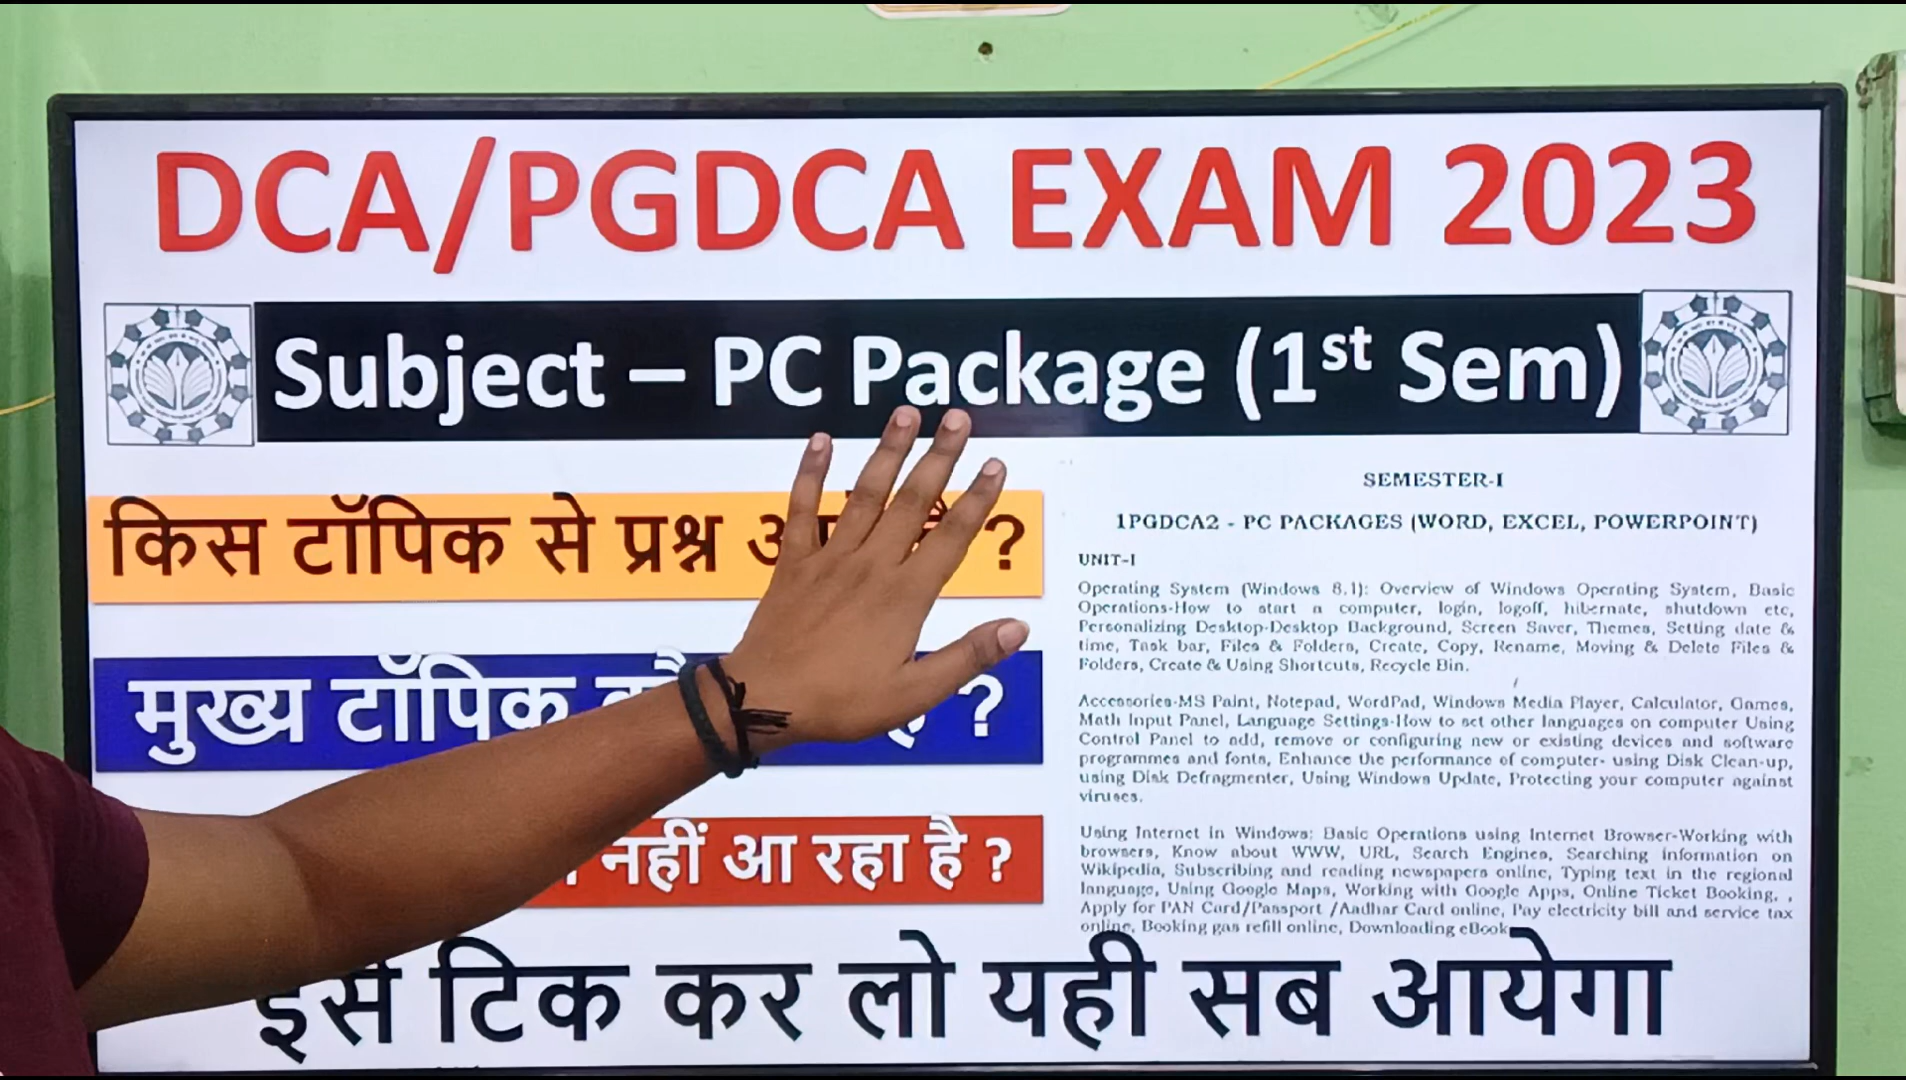 DCA/PGDCA EXAM 2023
Subject – PC Package (1st Sem)
किस टॉपिक से प्रश्न ?
मुख्य टॉपिक ?
नहीं आ रहा है ?
SEMESTER-I
1PGDCA2 - PC PACKAGES (WORD, EXCEL, POWERPOINT)
UNIT-I
Operating System (Windows 8.1): Overview of Windows Operating System, Basic
Operations-How to start a computer, login, logoff, hibernate, shutdown etc,
Personalizing Desktop-Desktop Background, Screen Saver, Themes, Setting date &
time, Task bar, Files & Folders, Create, Copy, Rename, Moving & Delete Files &
Folders, Create & Using Shortcuts, Recycle Bin.
Accessories-MS Paint, Notepad, WordPad, Windows Media Player, Calculator, Games,
Math Input Panel, Language Settings-How to set other languages on computer Using
Control Panel to add, remove or configuring new or existing devices and software
programmes and fonts, Enhance the performance of computer- using Disk Clean-up,
using Disk Defragmenter, Using Windows Update, Protecting your computer against
viruses.
Using Internet in Windows: Basic Operations using Internet Browser-Working with
browsers, Know about WWW, URL, Search Engines, Searching information on
Wikipedia, Subscribing and reading newspapers online, Typing text in the regional
language, Using Google Maps, Working with Google Apps, Online Ticket Booking, ,
Apply for PAN Card/Passport /Aadhar Card online, Pay electricity bill and service tax
online, Booking gas refill online, Downloading eBook
इसे टिक कर लो यही सब आयेगा